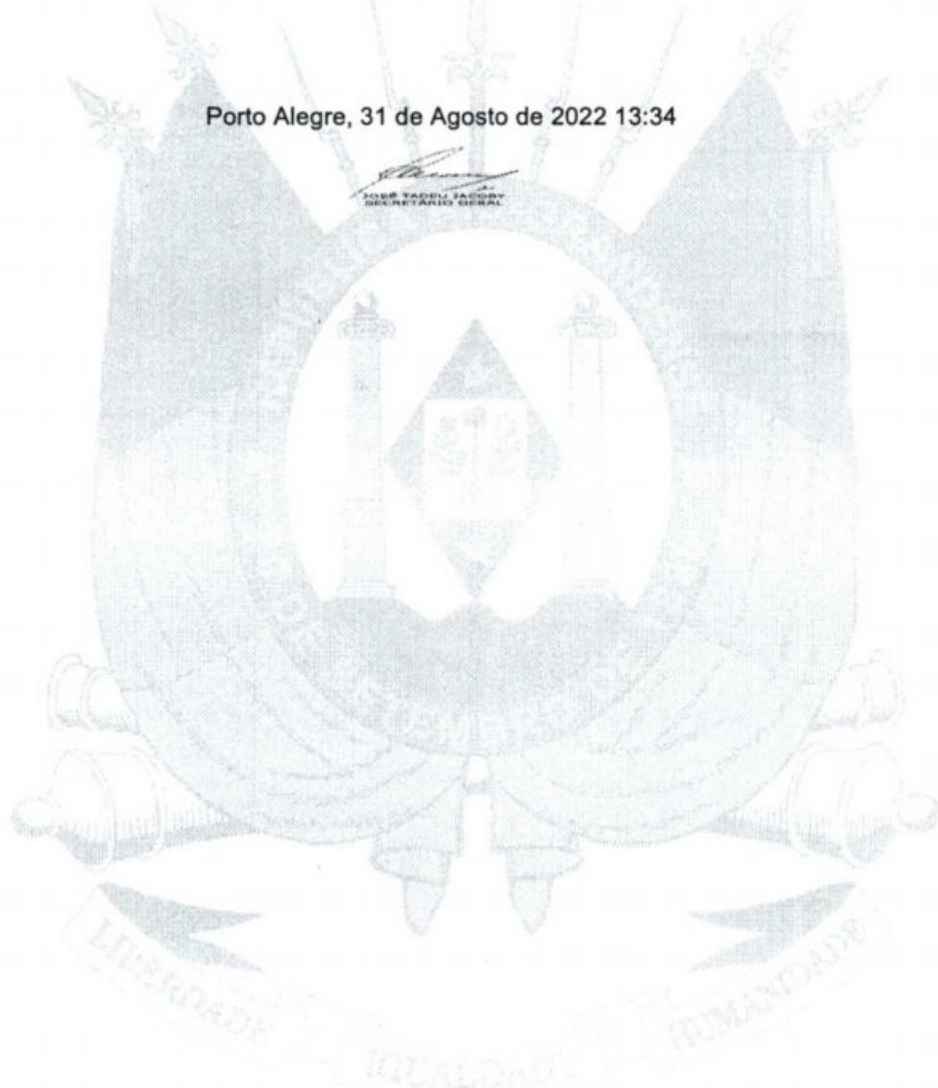 Porto Alegre, 31 de Agosto de 2022 13:34
JOSÉ TADEU JACOBY
SECRETÁRIO GERAL
LIBERDADE
IGUALDADE
HUMANIDADE